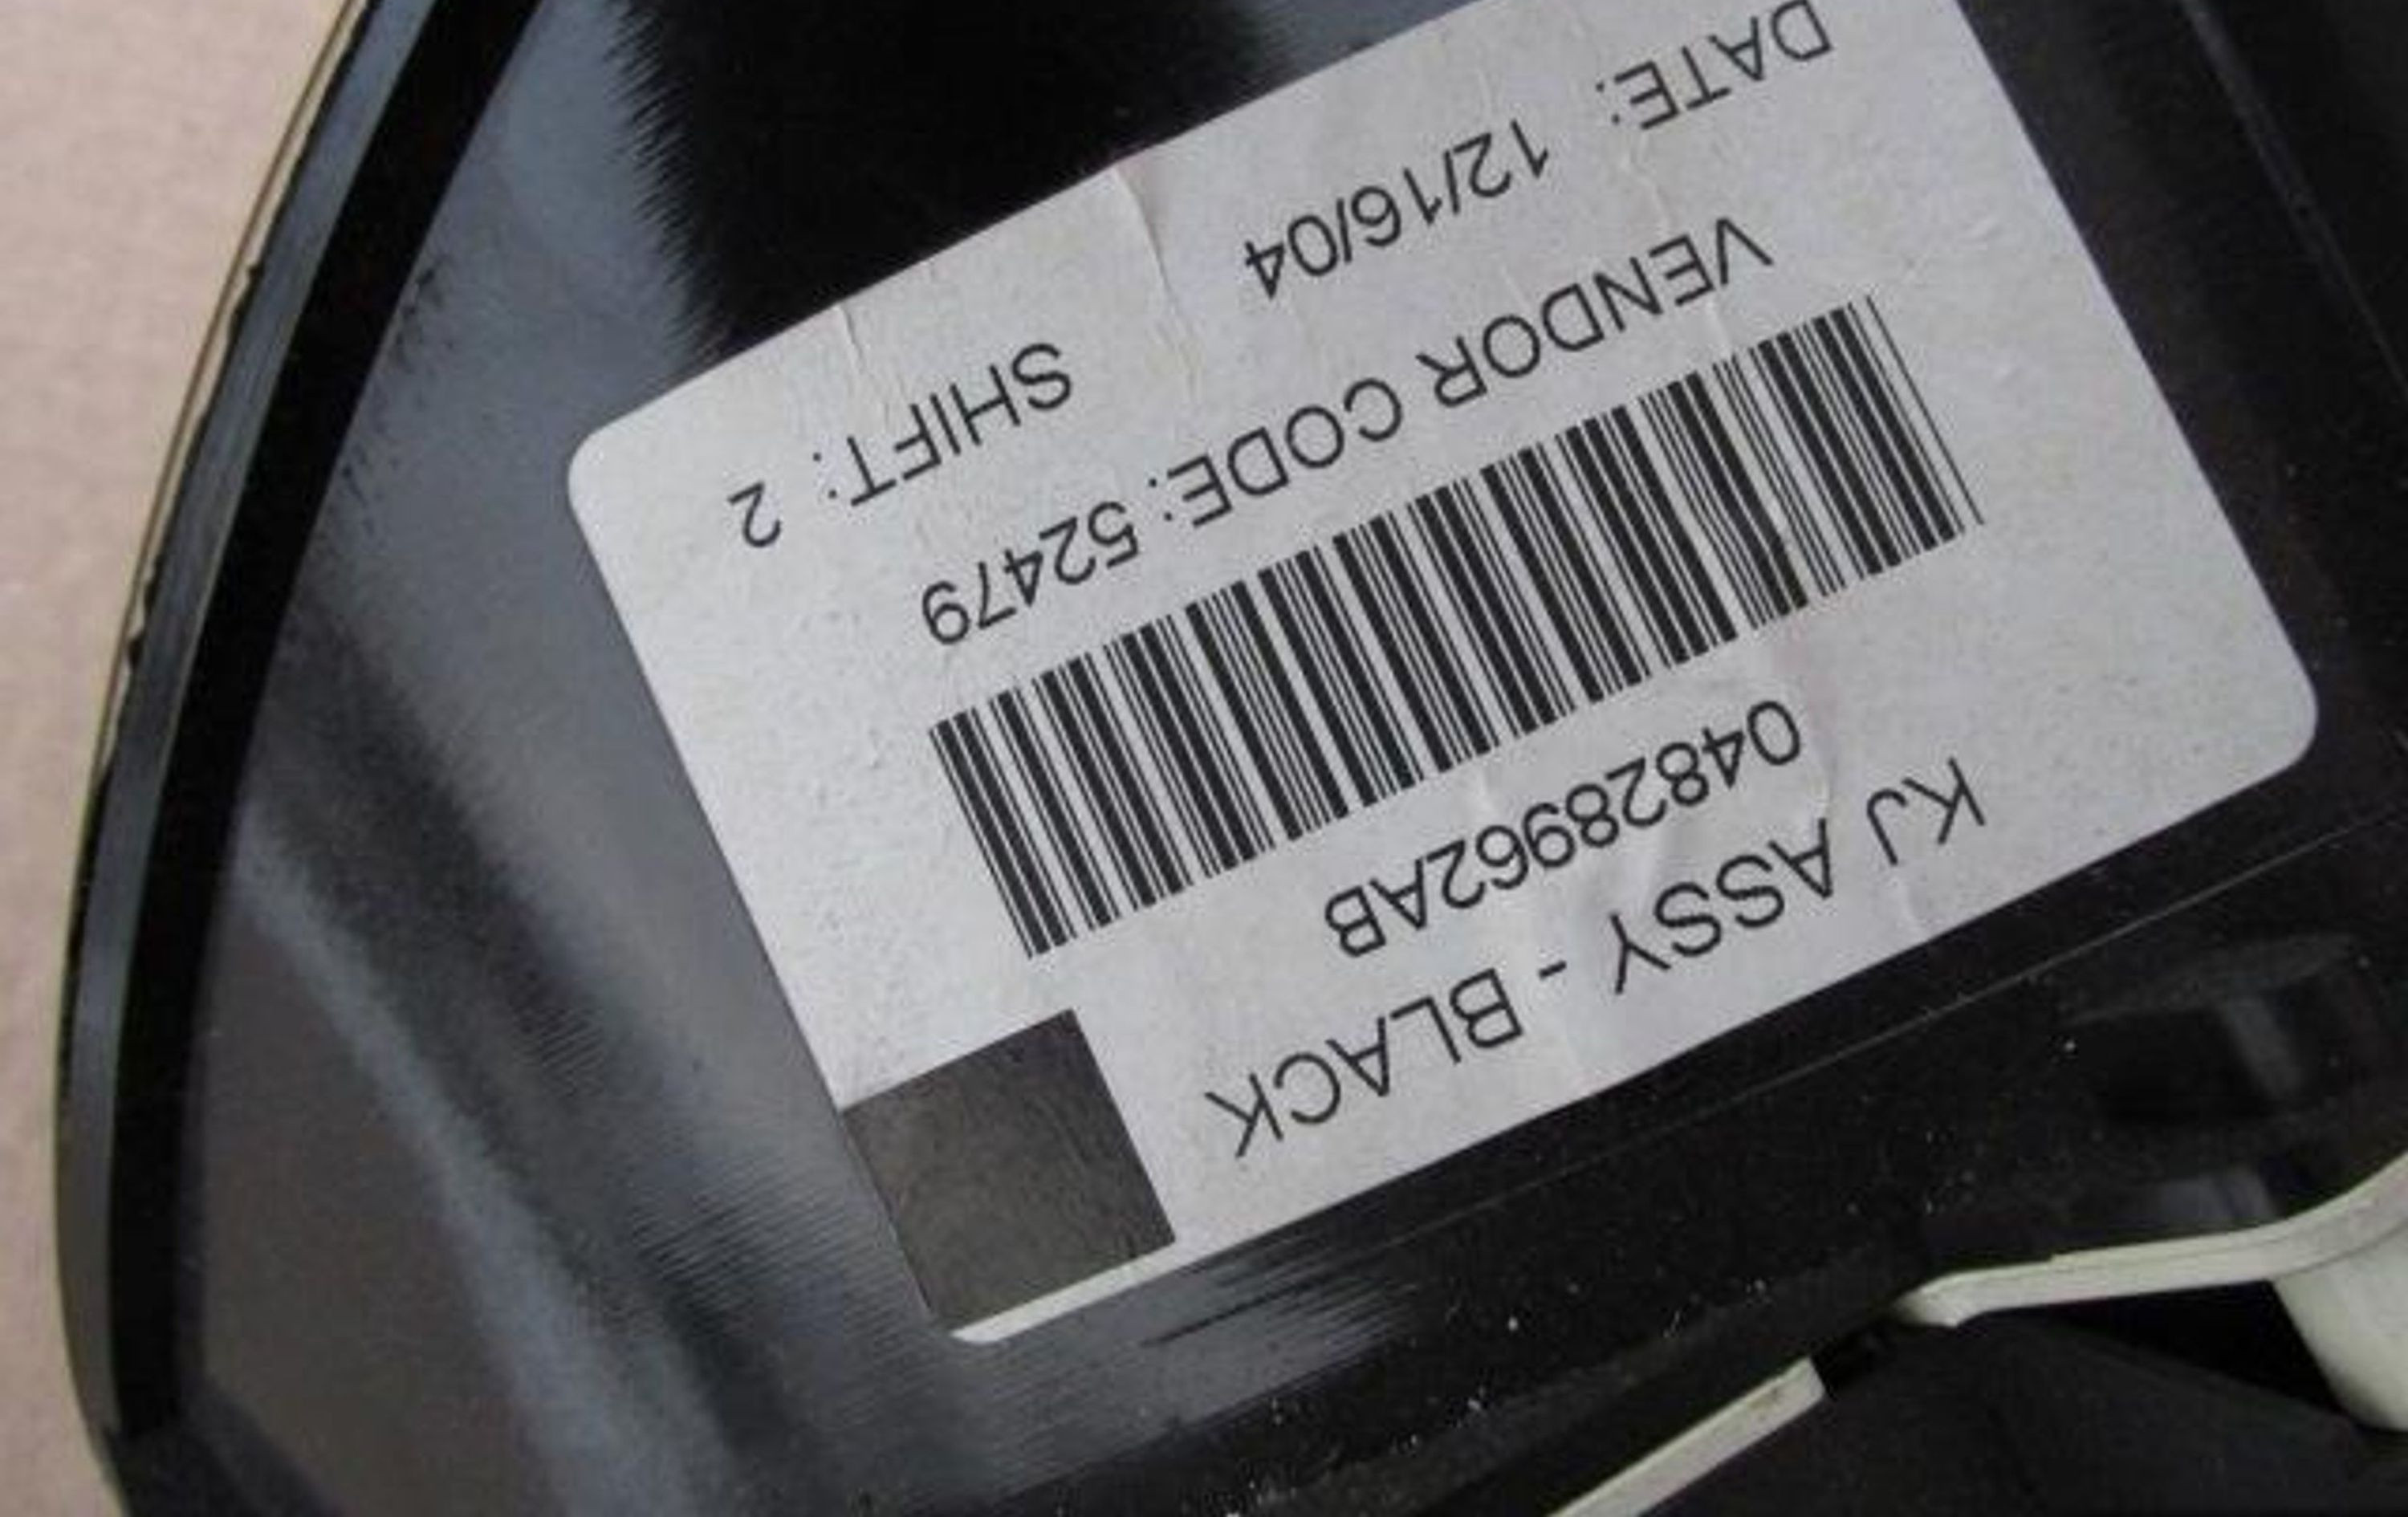 KJ ASSY - BLACK
04828962AB
VENDOR CODE: 52479
DATE: 12/16/04 SHIFT: 2